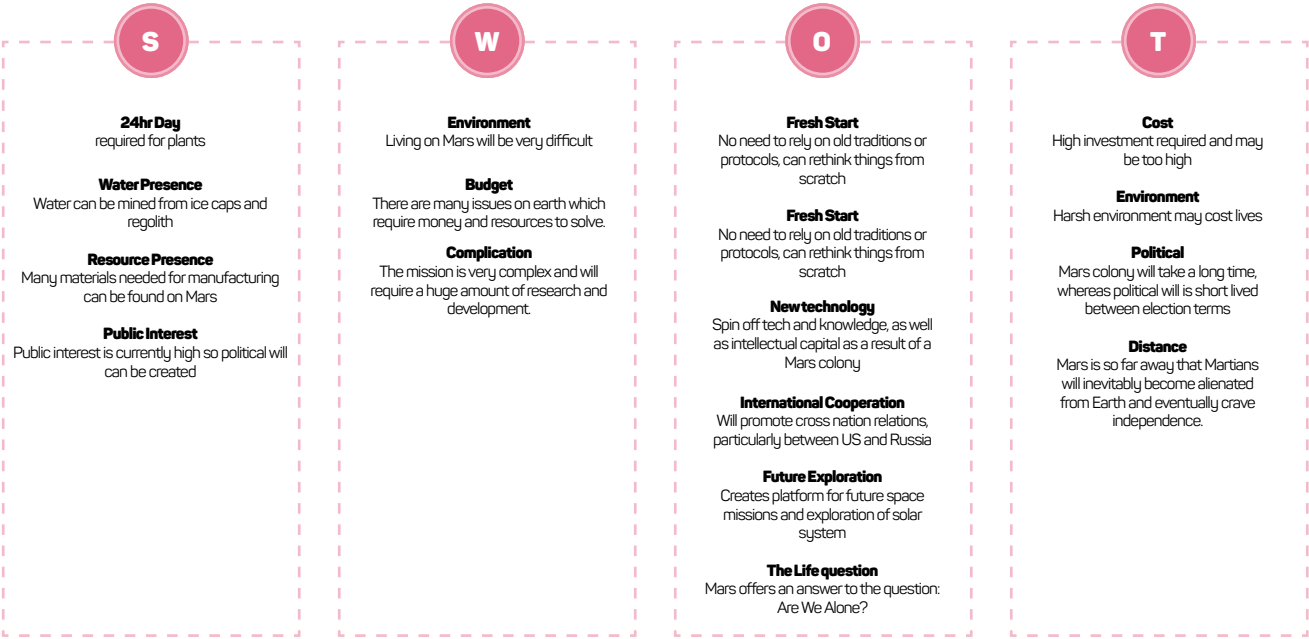 S
24hr Day
required for plants
Water Presence
Water can be mined from ice caps and
regolith
Resource Presence
Many materials needed for manufacturing
can be found on Mars
Public Interest
Public interest is currently high so political will
can be created
W
Environment
Living on Mars will be very difficult
Budget
There are many issues on earth which
require money and resources to solve.
Complication
The mission is very complex and will
require a huge amount of research and
development.
O
Fresh Start
No need to rely on old traditions or
protocols, can rethink things from
scratch
Fresh Start
No need to rely on old traditions or
protocols, can rethink things from
scratch
New technology
Spin off tech and knowledge, as well
as intellectual capital as a result of a
Mars colony
International Cooperation
Will promote cross nation relations,
particularly between US and Russia
Future Exploration
Creates platform for future space
missions and exploration of solar
system
The Life question
Mars offers an answer to the question:
Are We Alone?
T
Cost
High investment required and may
be too high
Environment
Harsh environment may cost lives
Political
Mars colony will take a long time,
whereas political will is short lived
between election terms
Distance
Mars is so far away that Martians
will inevitably become alienated
from Earth and eventually crave
independence.